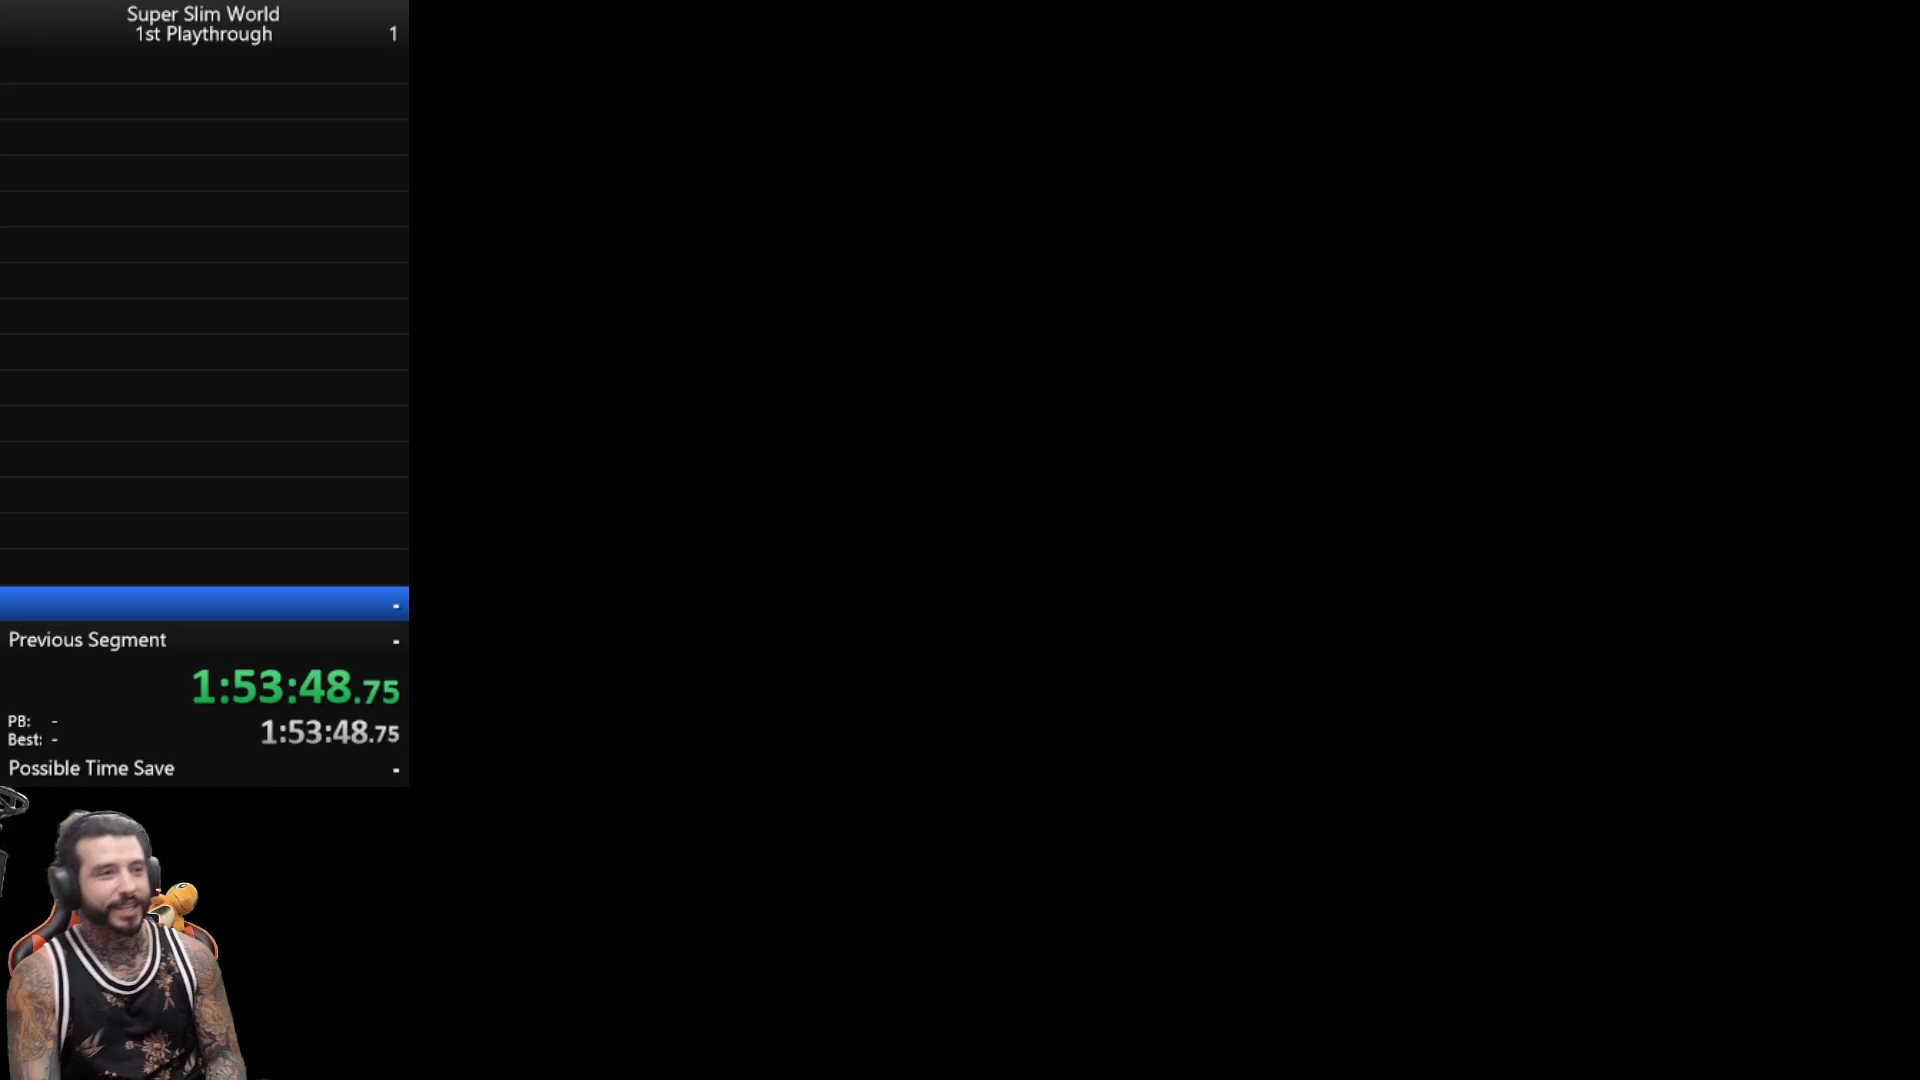 Super Slim World
1st Playthrough 1
-
Previous Segment -
1:53:48.75
PB: -
1:53:48.75
Best: -
Possible Time Save -